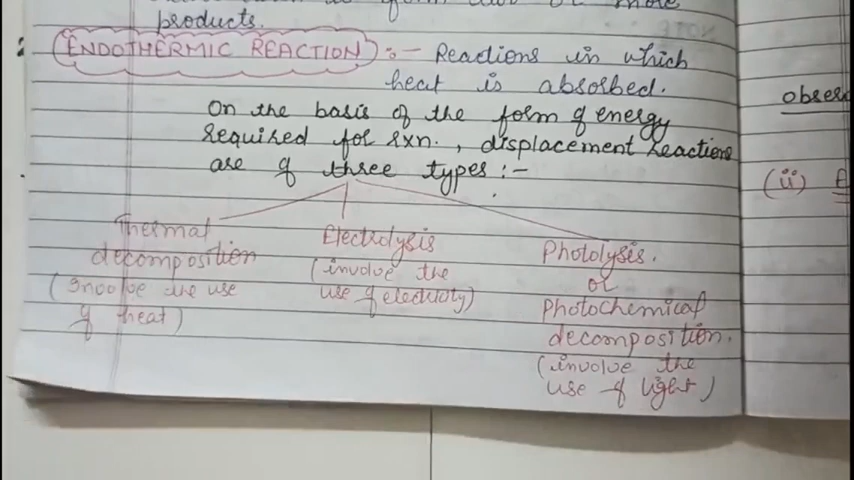 products.
ENDOTHERMIC REACTION :- Reactions in which
heat is absorbed.
On the basis of the form of energy
required for rxn., displacement reactions
are of three types :-
Thermal
decomposition
(Involve the use
of heat)
Electrolysis
(involve the
use of electricity)
Photolysis.
or
Photochemical
decomposition.
(involve the
use of light)
(ii)